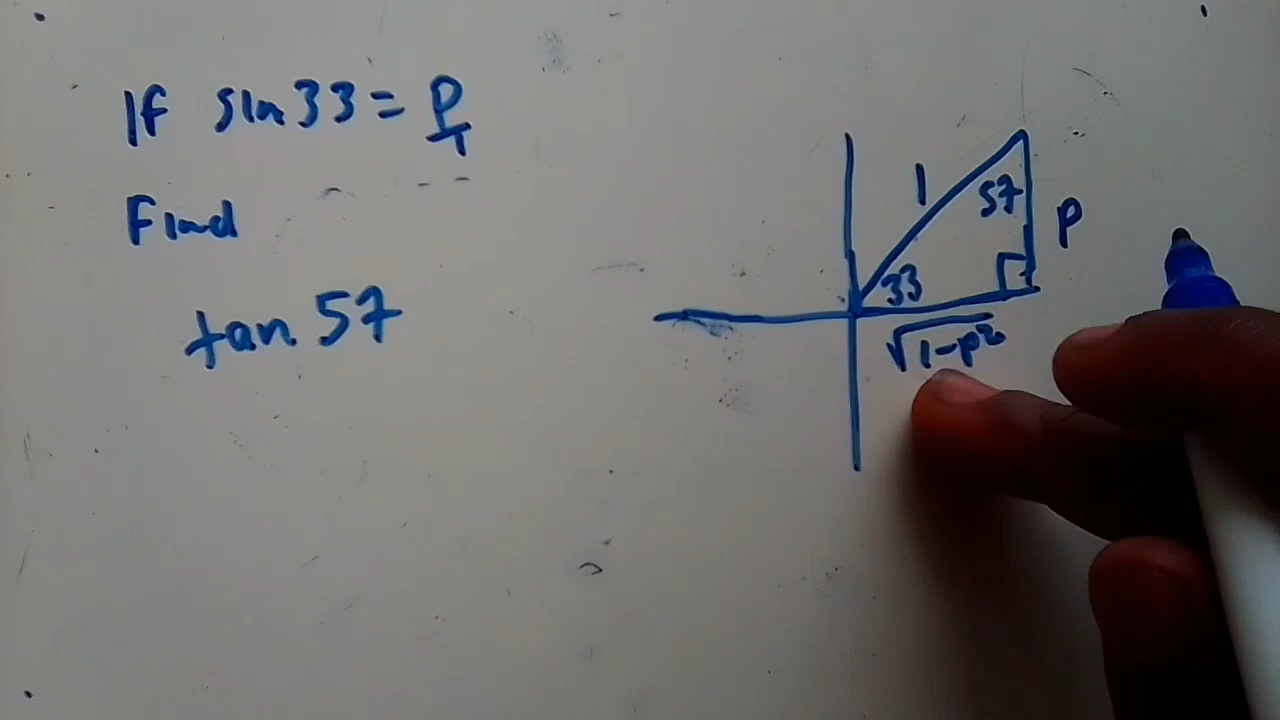 If sin 33 = P/1
Find
tan 57
1
57
P
33
√1-p²